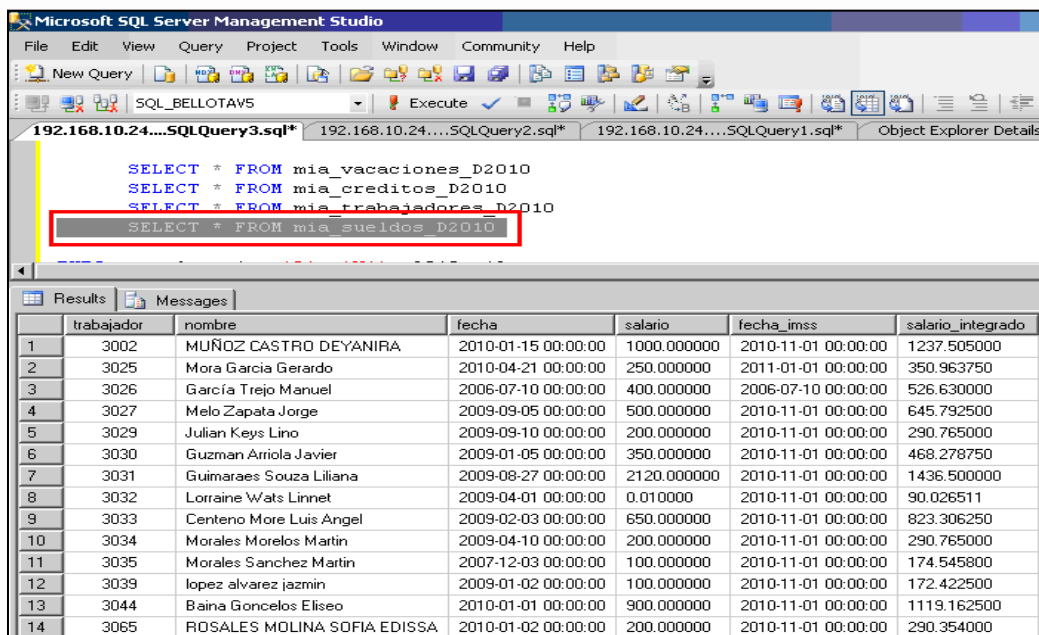 Microsoft SQL Server Management Studio
File Edit View Query Project Tools Window Community Help
New Query
SQL_BELLOTAV5 Execute
192.168.10.24....SQLQuery3.sql* 192.168.10.24....SQLQuery2.sql* 192.168.10.24....SQLQuery1.sql* Object Explorer Details
SELECT * FROM mia_vacaciones_D2010
SELECT * FROM mia_creditos_D2010
SELECT * FROM mia_trabajadores_D2010
SELECT * FROM mia_sueldos_D2010
Results Messages
trabajador nombre fecha salario fecha_imss salario_integrado
1 3002 MUÑOZ CASTRO DEYANIRA 2010-01-15 00:00:00 1000.000000 2010-11-01 00:00:00 1237.505000
2 3025 Mora Garcia Gerardo 2010-04-21 00:00:00 250.000000 2011-01-01 00:00:00 350.963750
3 3026 García Trejo Manuel 2006-07-10 00:00:00 400.000000 2006-07-10 00:00:00 526.630000
4 3027 Melo Zapata Jorge 2009-09-05 00:00:00 500.000000 2010-11-01 00:00:00 645.792500
5 3029 Julian Keys Lino 2009-09-10 00:00:00 200.000000 2010-11-01 00:00:00 290.765000
6 3030 Guzman Arriola Javier 2009-01-05 00:00:00 350.000000 2010-11-01 00:00:00 468.278750
7 3031 Guimaraes Souza Liliana 2009-08-27 00:00:00 2120.000000 2010-11-01 00:00:00 1436.500000
8 3032 Lorraine Wats Linnet 2009-04-01 00:00:00 0.010000 2010-11-01 00:00:00 90.026511
9 3033 Centeno More Luis Angel 2009-02-03 00:00:00 650.000000 2010-11-01 00:00:00 823.306250
10 3034 Morales Morelos Martin 2009-04-10 00:00:00 200.000000 2010-11-01 00:00:00 290.765000
11 3035 Morales Sanchez Martin 2007-12-03 00:00:00 100.000000 2010-11-01 00:00:00 174.545800
12 3039 lopez alvarez jazmin 2009-01-02 00:00:00 100.000000 2010-11-01 00:00:00 172.422500
13 3044 Baina Goncelos Eliseo 2010-01-01 00:00:00 900.000000 2010-11-01 00:00:00 1119.162500
14 3065 ROSALES MOLINA SOFIA EDISSA 2010-01-02 00:00:00 200.000000 2010-11-01 00:00:00 290.354000